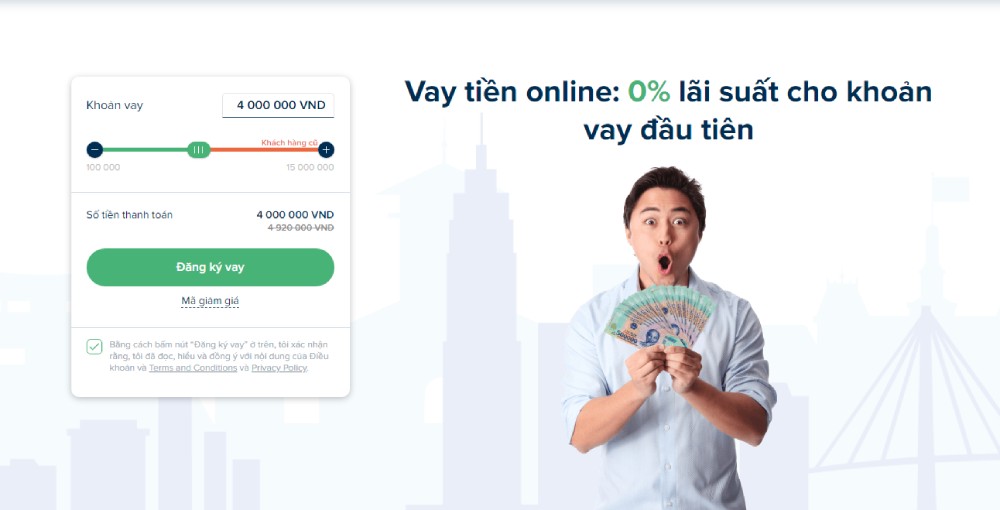 Vay tiền online: 0% lãi suất cho khoản
vay đầu tiên
Khoản vay
4 000 000 VND
Khách hàng cũ
100 000
15 000 000
Số tiền thanh toán
4 000 000 VND
4 920 000 VND
Đăng ký vay
Mã giảm giá
Bằng cách bấm nút "Đăng ký vay" ở trên, tôi xác nhận
rằng, tôi đã đọc, hiểu và đồng ý với nội dung của Điều
khoản và Terms and Conditions và Privacy Policy.
500000